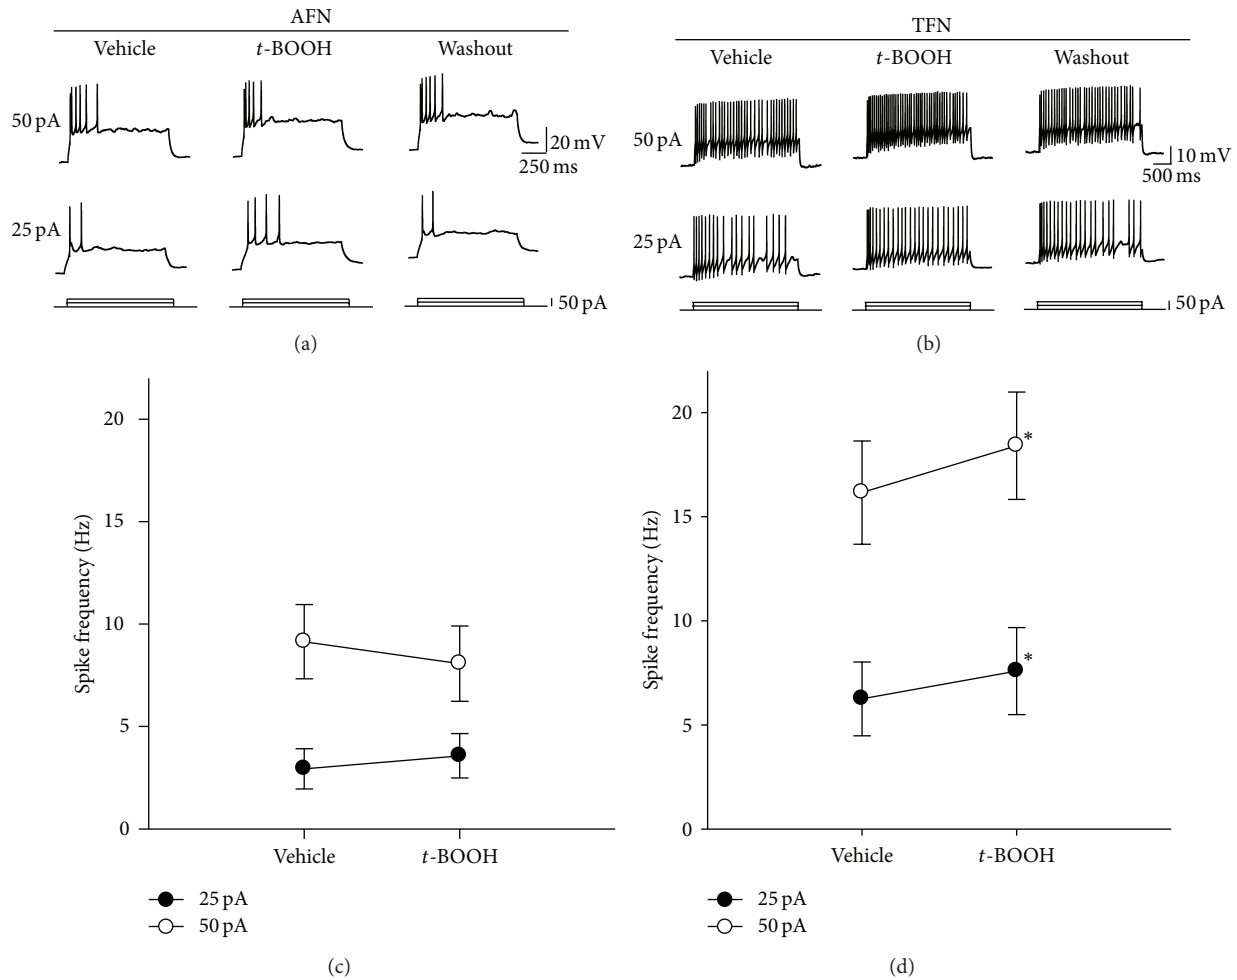 AFN
Vehicle
t-BOOH
Washout
50 pA
20 mV
250 ms
25 pA
50 pA
(a)
TFN
Vehicle
t-BOOH
Washout
50 pA
10 mV
500 ms
25 pA
50 pA
(b)
20
15
10
5
0
Spike frequency (Hz)
Vehicle
t-BOOH
25 pA
50 pA
(c)
20
15
10
5
0
Spike frequency (Hz)
*
*
Vehicle
t-BOOH
25 pA
50 pA
(d)